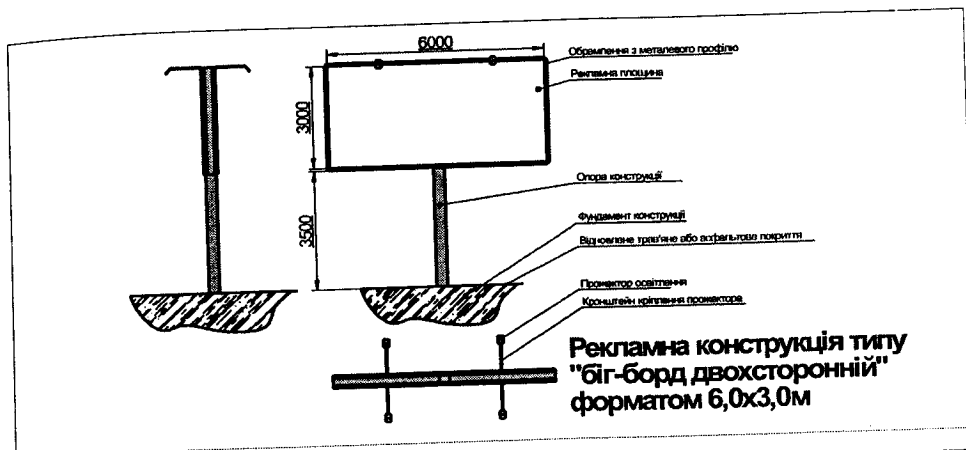 6000
Обрамлення з металевого профілю
Рекламна площина
3000
Опора конструкції
3500
Фундамент конструкції
Відновлене трав'яне або асфальтове покриття
Прожектор освітлення
Кронштейн кріплення прожектора
Рекламна конструкція типу
"біг-борд двохсторонній"
форматом 6,0х3,0м